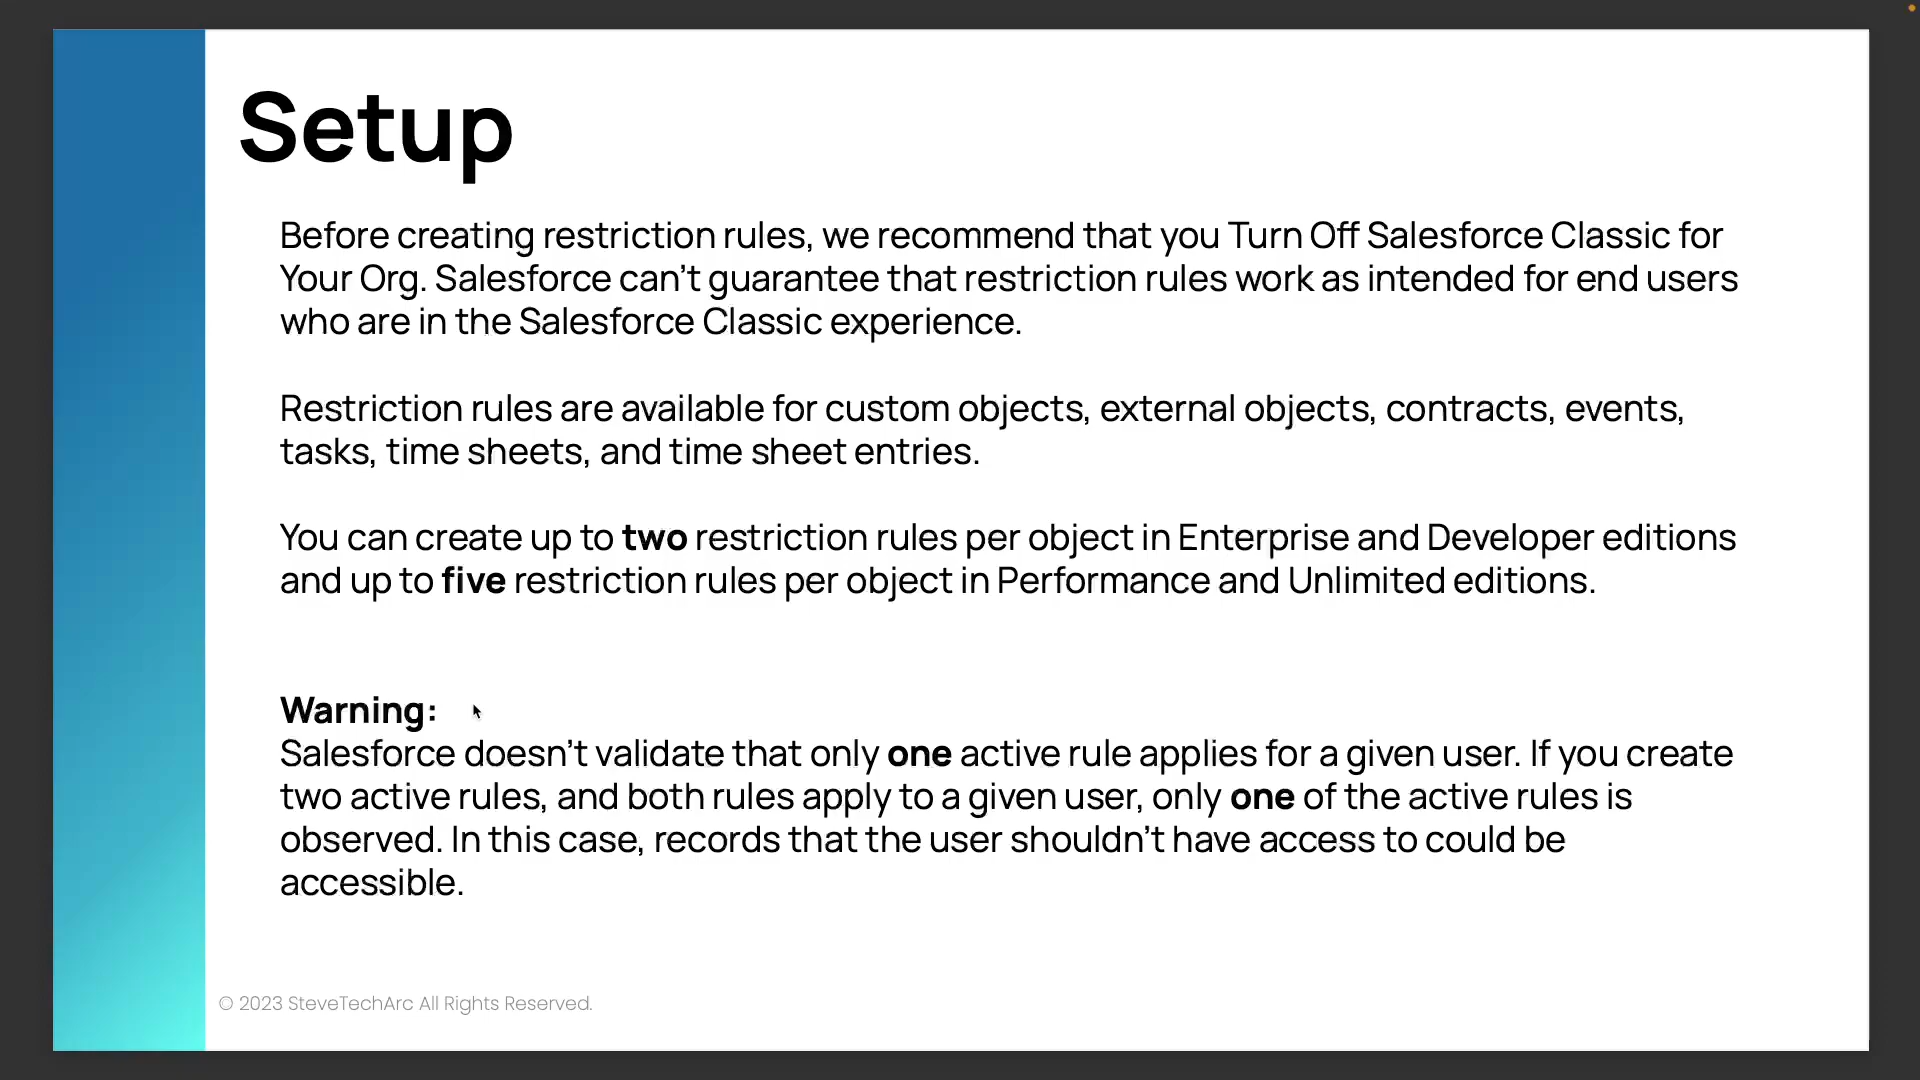 Setup
Before creating restriction rules, we recommend that you Turn Off Salesforce Classic for
Your Org. Salesforce can't guarantee that restriction rules work as intended for end users
who are in the Salesforce Classic experience.
Restriction rules are available for custom objects, external objects, contracts, events,
tasks, time sheets, and time sheet entries.
You can create up to two restriction rules per object in Enterprise and Developer editions
and up to five restriction rules per object in Performance and Unlimited editions.
Warning:
Salesforce doesn't validate that only one active rule applies for a given user. If you create
two active rules, and both rules apply to a given user, only one of the active rules is
observed. In this case, records that the user shouldn't have access to could be
accessible.
© 2023 SteveTechArc All Rights Reserved.